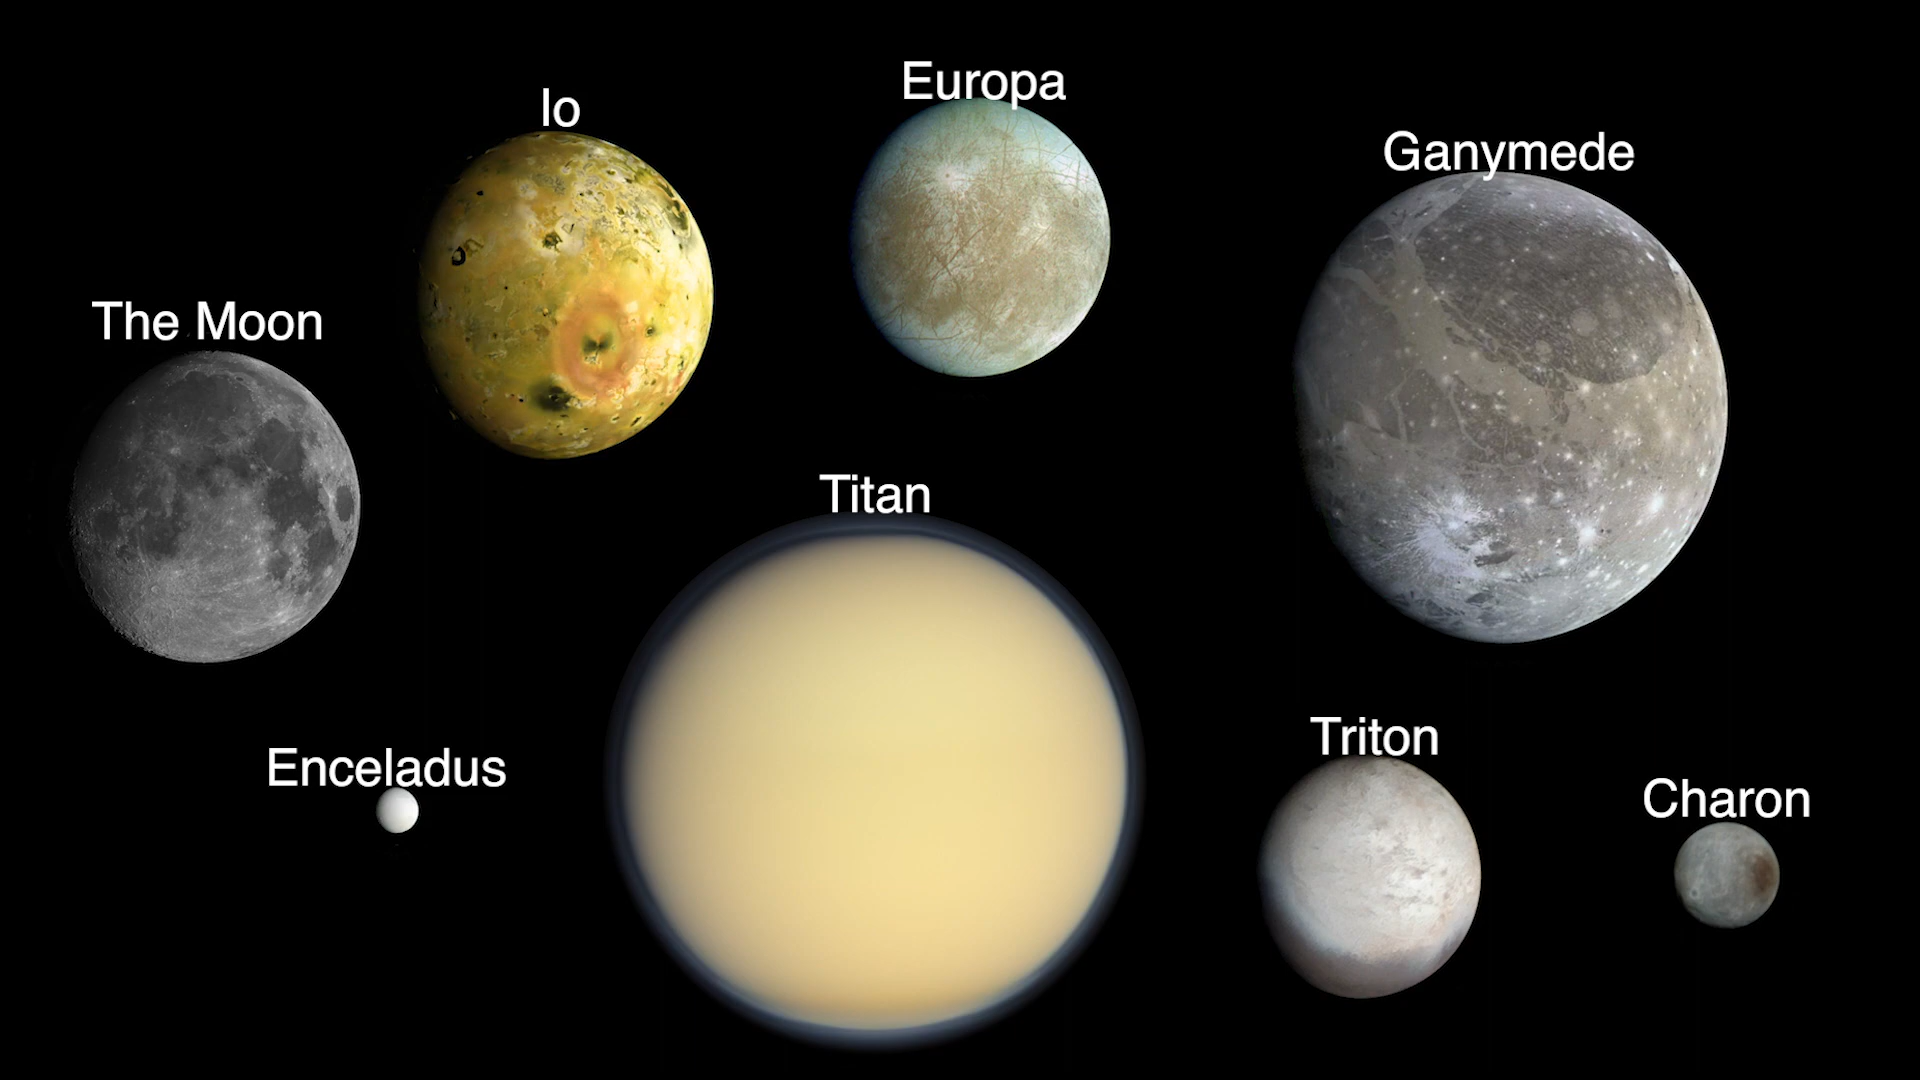 Europa
Io
Ganymede
The Moon
Titan
Triton
Enceladus
Charon